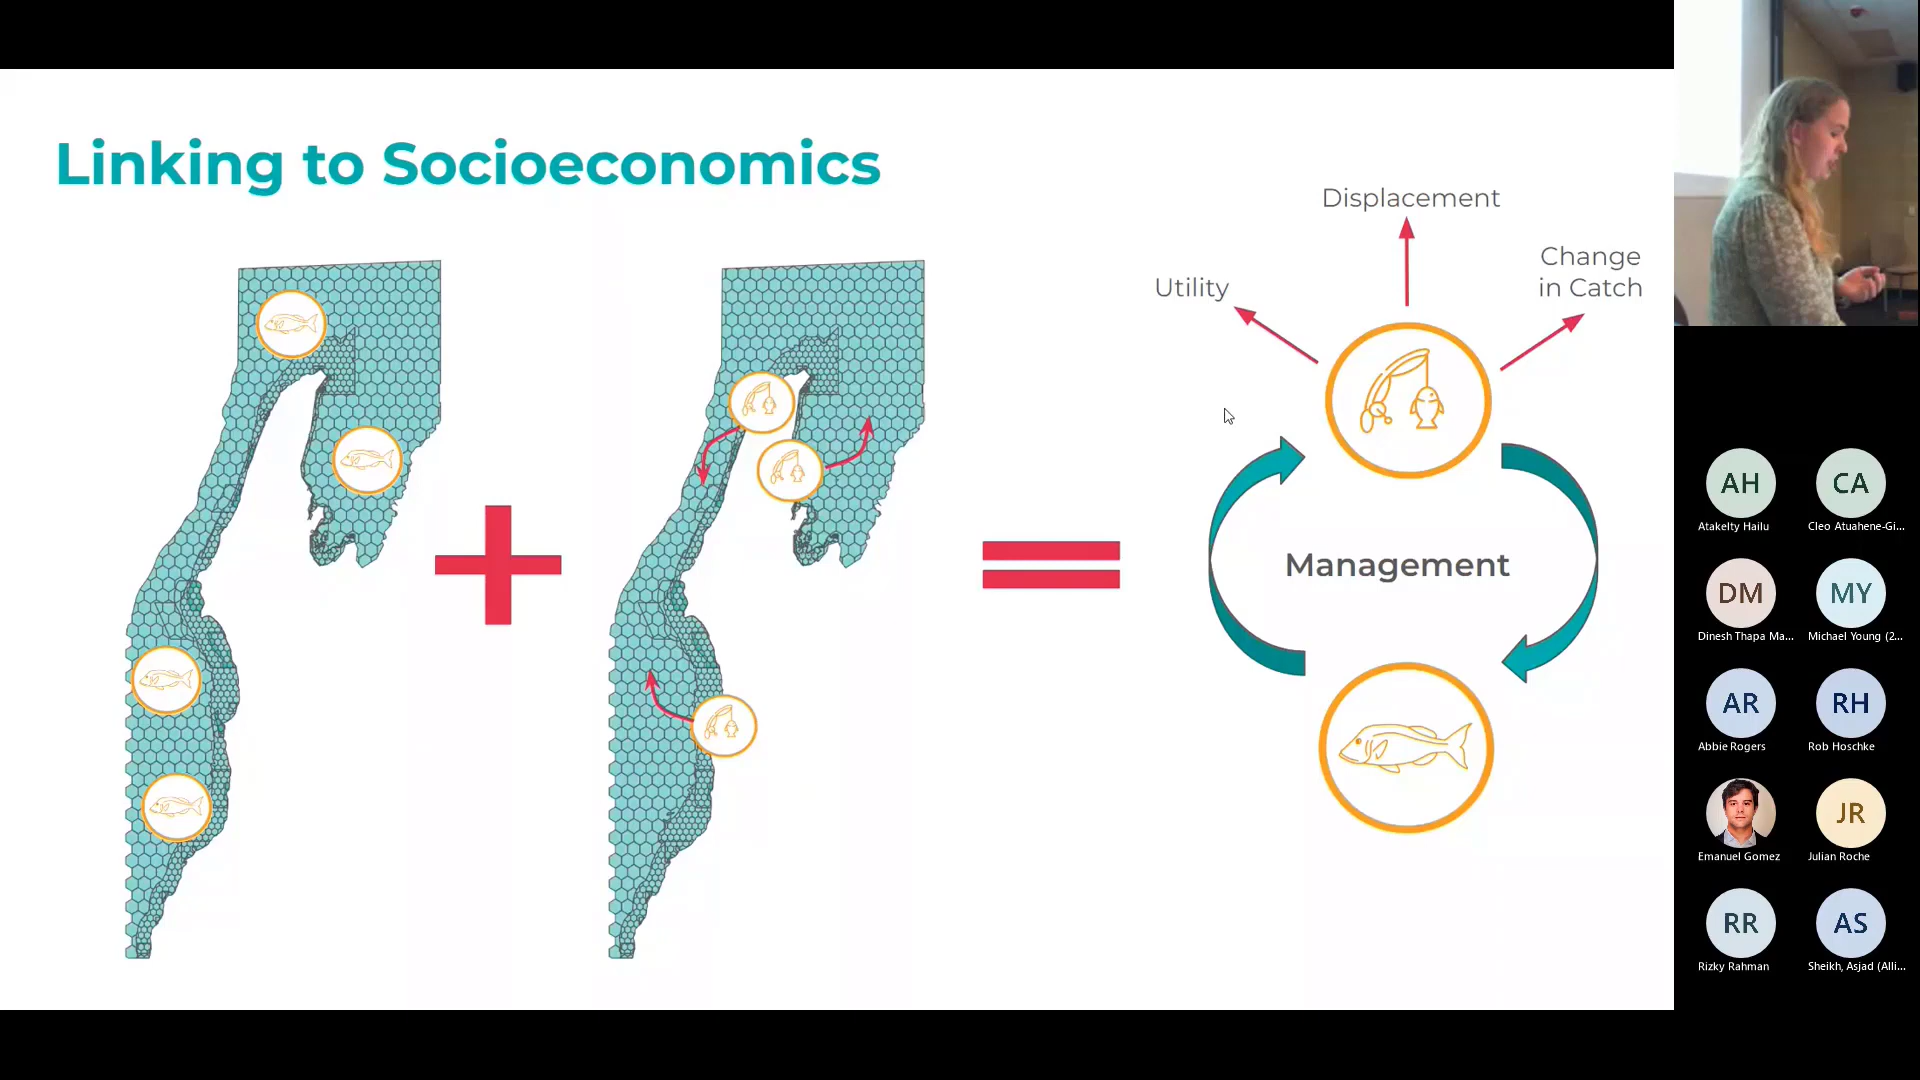 Linking to Socioeconomics
Displacement
Utility
Change
in Catch
Management
AH
CA
Atakelty Hailu
Cleo Atuahene-Gi...
DM
MY
Dinesh Thapa Ma...
Michael Young (2...
AR
RH
Abbie Rogers
Rob Hoschke
JR
Emanuel Gomez
Julian Roche
RR
AS
Rizky Rahman
Sheikh, Asjad (Alli...